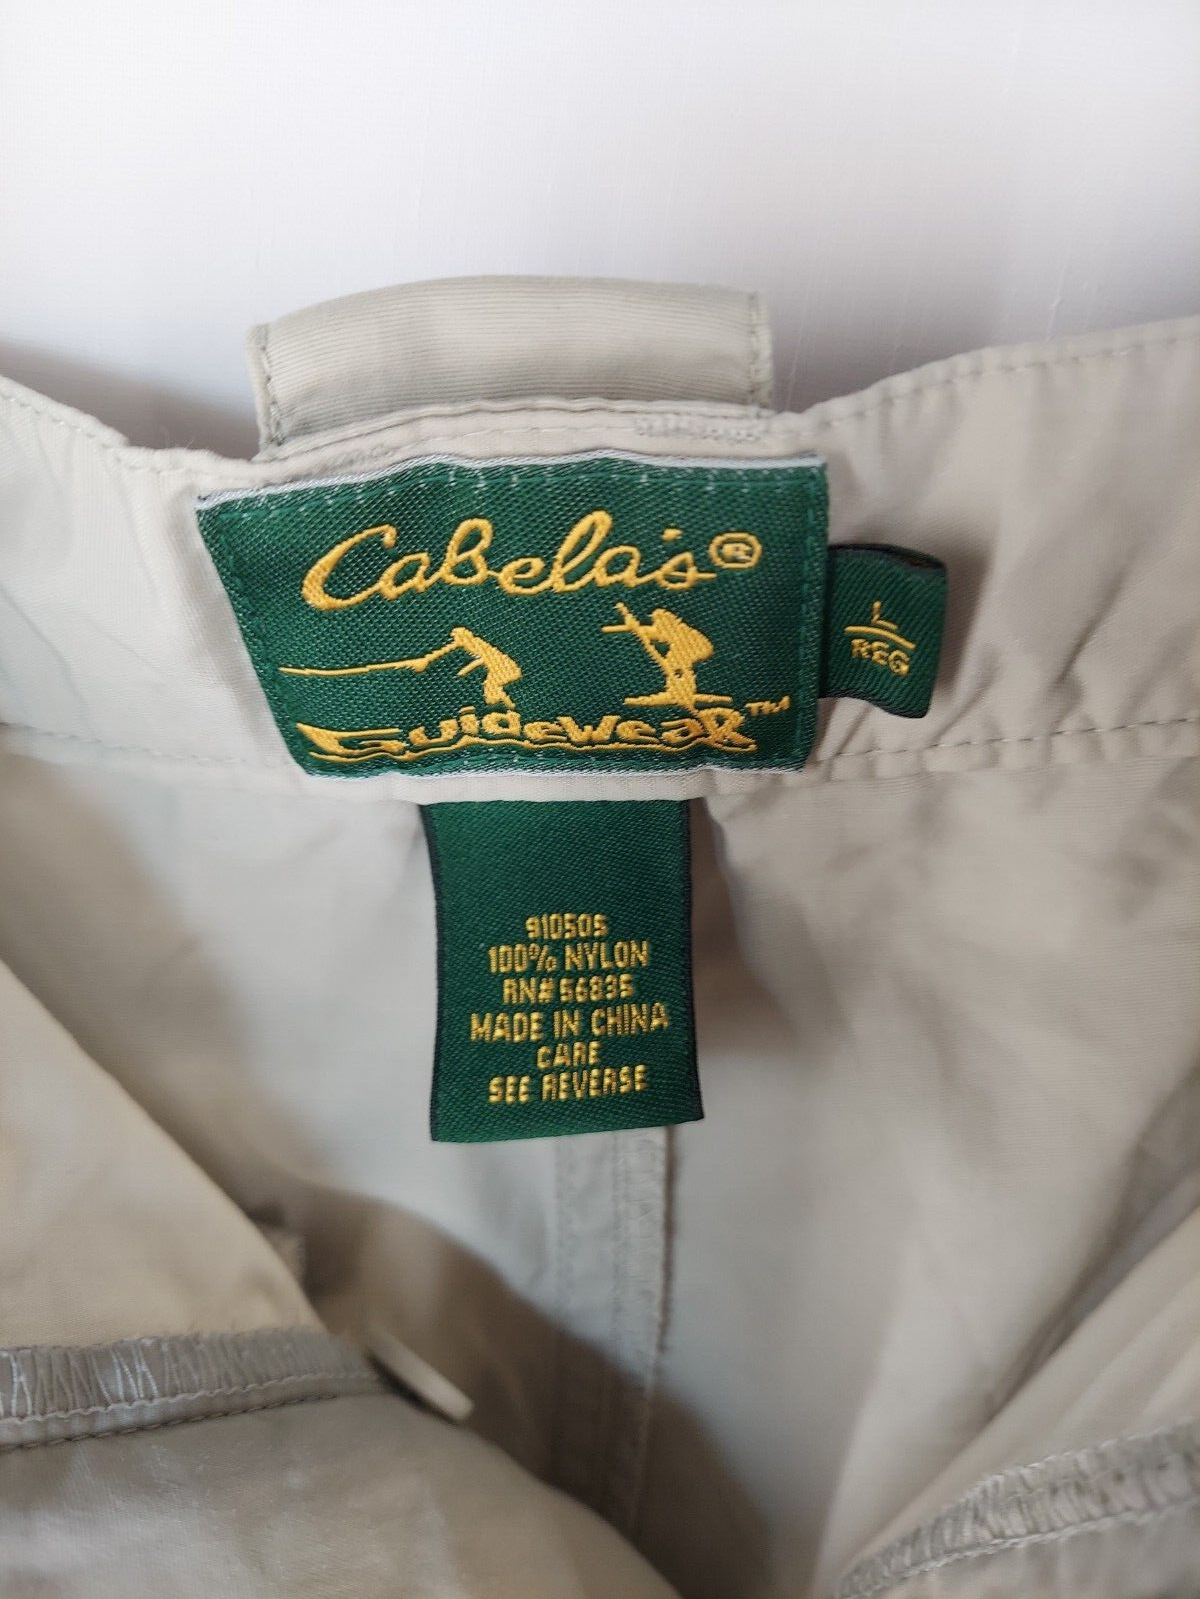 Cabela's®
GuideweaR™
L
REG
910505
100% NYLON
RN# 56835
MADE IN CHINA
CARE
SEE REVERSE